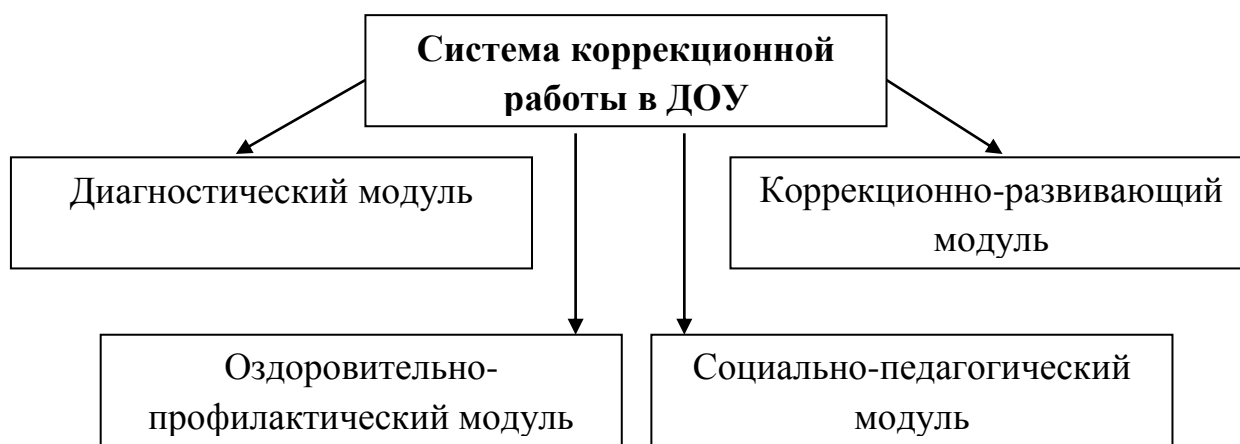 Система коррекционной
работы в ДОУ
Диагностический модуль
Коррекционно-развивающий
модуль
Оздоровительно-
профилактический модуль
Социально-педагогический
модуль